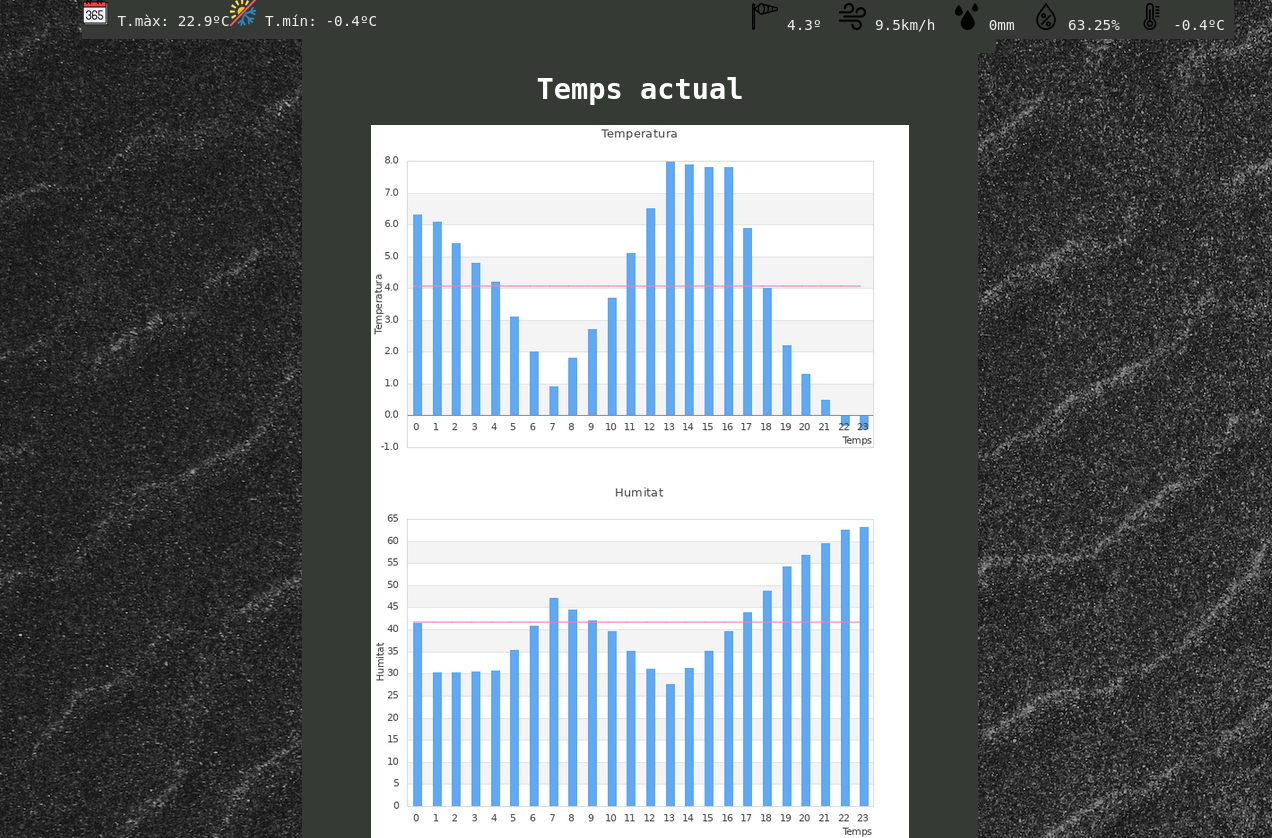 365 T.màx: 22.9ºC T.mín: -0.4ºC 4.3º 9.5km/h 0mm 63.25% -0.4ºC
Temps actual
Temperatura
8.0
7.0
6.0
5.0
4.0
3.0
2.0
1.0
0.0
-1.0
Temperatura
0 1 2 3 4 5 6 7 8 9 10 11 12 13 14 15 16 17 18 19 20 21 22 23
Temps
Humitat
65
60
55
50
45
40
35
30
25
20
15
10
5
0
Humitat
0 1 2 3 4 5 6 7 8 9 10 11 12 13 14 15 16 17 18 19 20 21 22 23
Temps